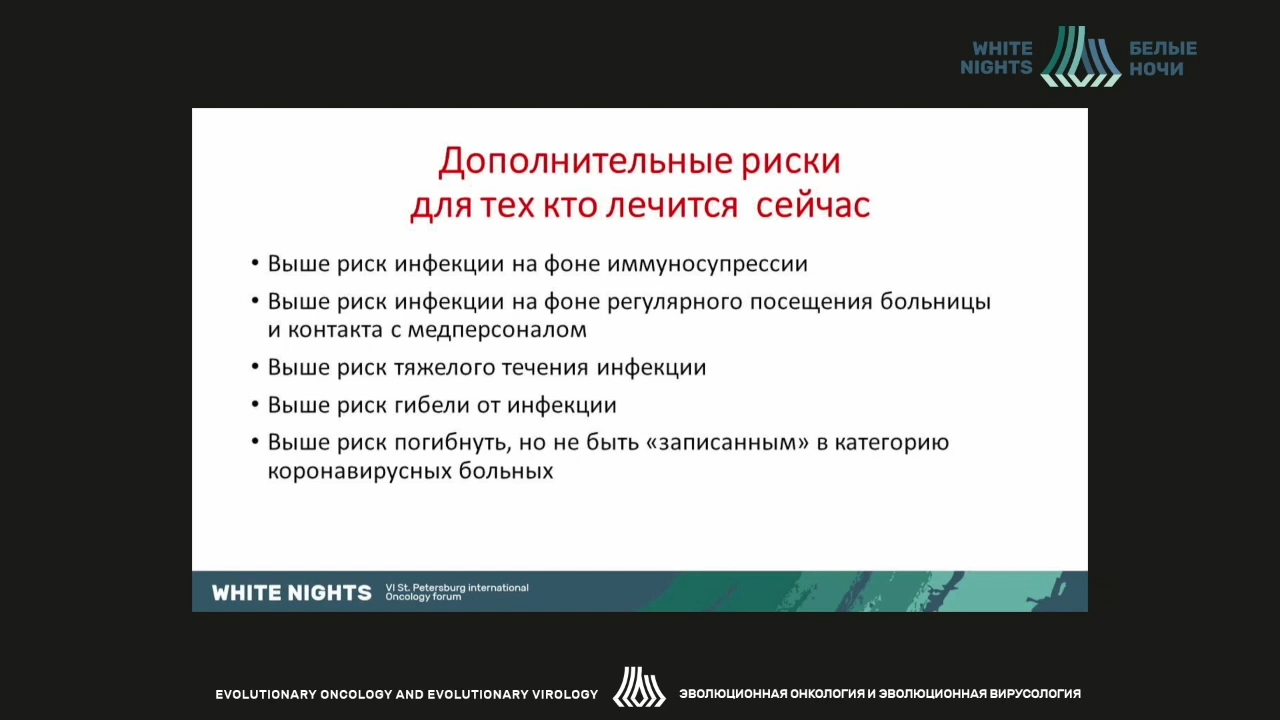 WHITE
NIGHTS
БЕЛЫЕ
НОЧИ
Дополнительные риски
для тех кто лечится сейчас
• Выше риск инфекции на фоне иммуносупрессии
• Выше риск инфекции на фоне регулярного посещения больницы
и контакта с медперсоналом
• Выше риск тяжелого течения инфекции
• Выше риск гибели от инфекции
• Выше риск погибнуть, но не быть «записанным» в категорию
коронавирусных больных
WHITE NIGHTS
VI St. Petersburg international
Oncology forum
EVOLUTIONARY ONCOLOGY AND EVOLUTIONARY VIROLOGY
ЭВОЛЮЦИОННАЯ ОНКОЛОГИЯ И ЭВОЛЮЦИОННАЯ ВИРУСОЛОГИЯ